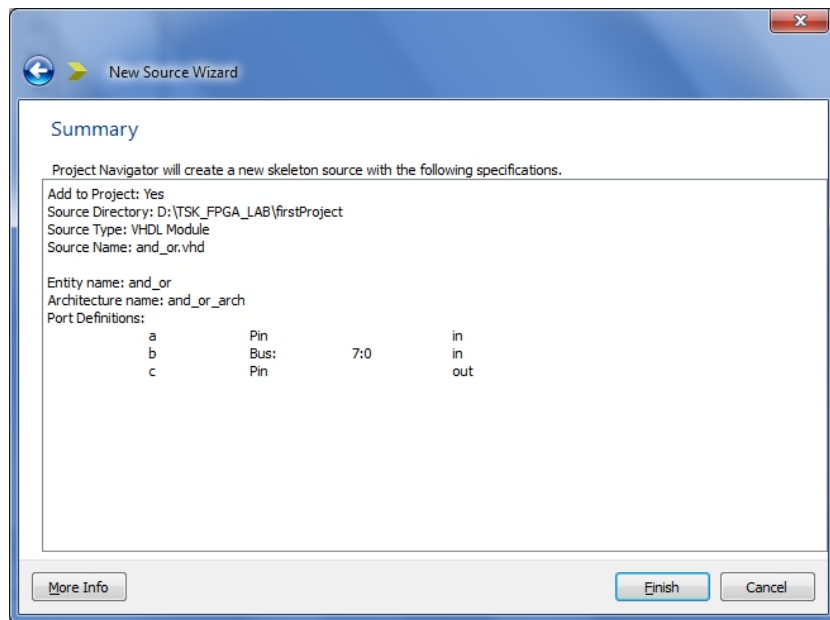 New Source Wizard
Summary
Project Navigator will create a new skeleton source with the following specifications.
Add to Project: Yes
Source Directory: D:\TSK_FPGA_LAB\firstProject
Source Type: VHDL Module
Source Name: and_or.vhd
Entity name: and_or
Architecture name: and_or_arch
Port Definitions:
a Pin in
b Bus: 7:0 in
c Pin out
More Info Finish Cancel